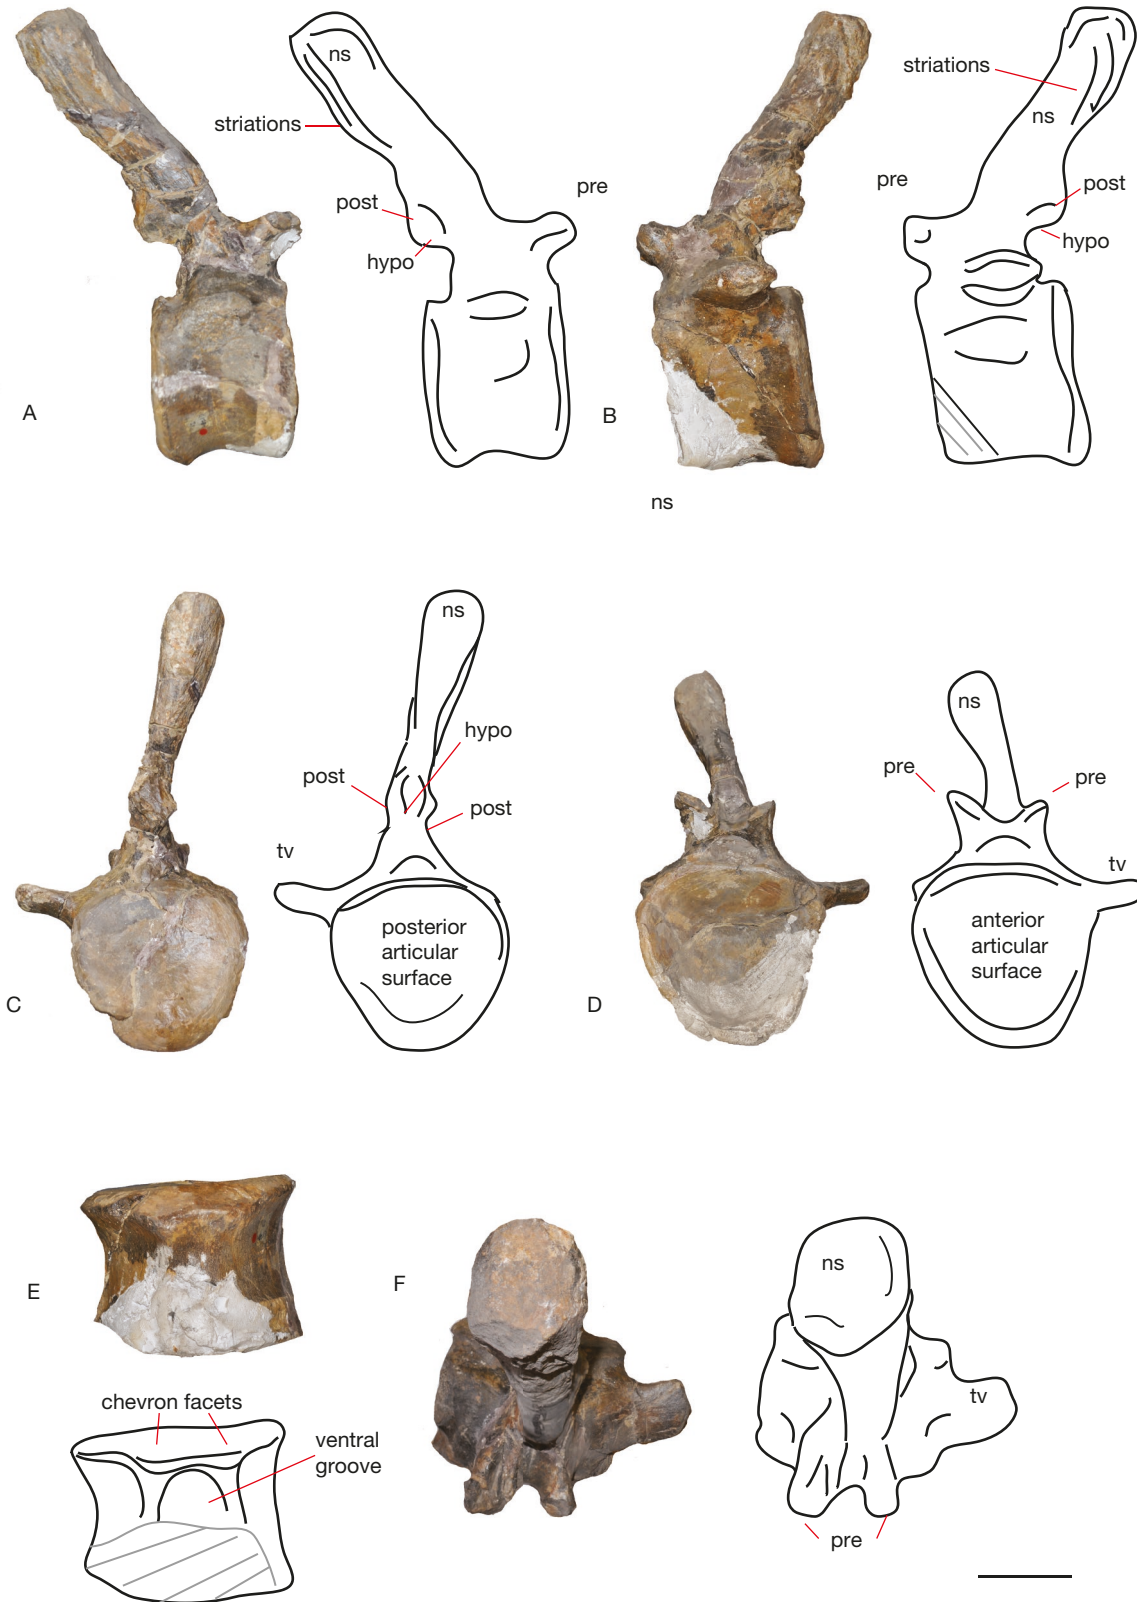 ns
striations
post
hypo
pre
A
striations
ns
pre
post
hypo
B
ns
ns
hypo
post
post
tv
posterior
articular
surface
C
ns
pre
pre
tv
anterior
articular
surface
D
E
chevron facets
ventral
groove
F
ns
tv
pre